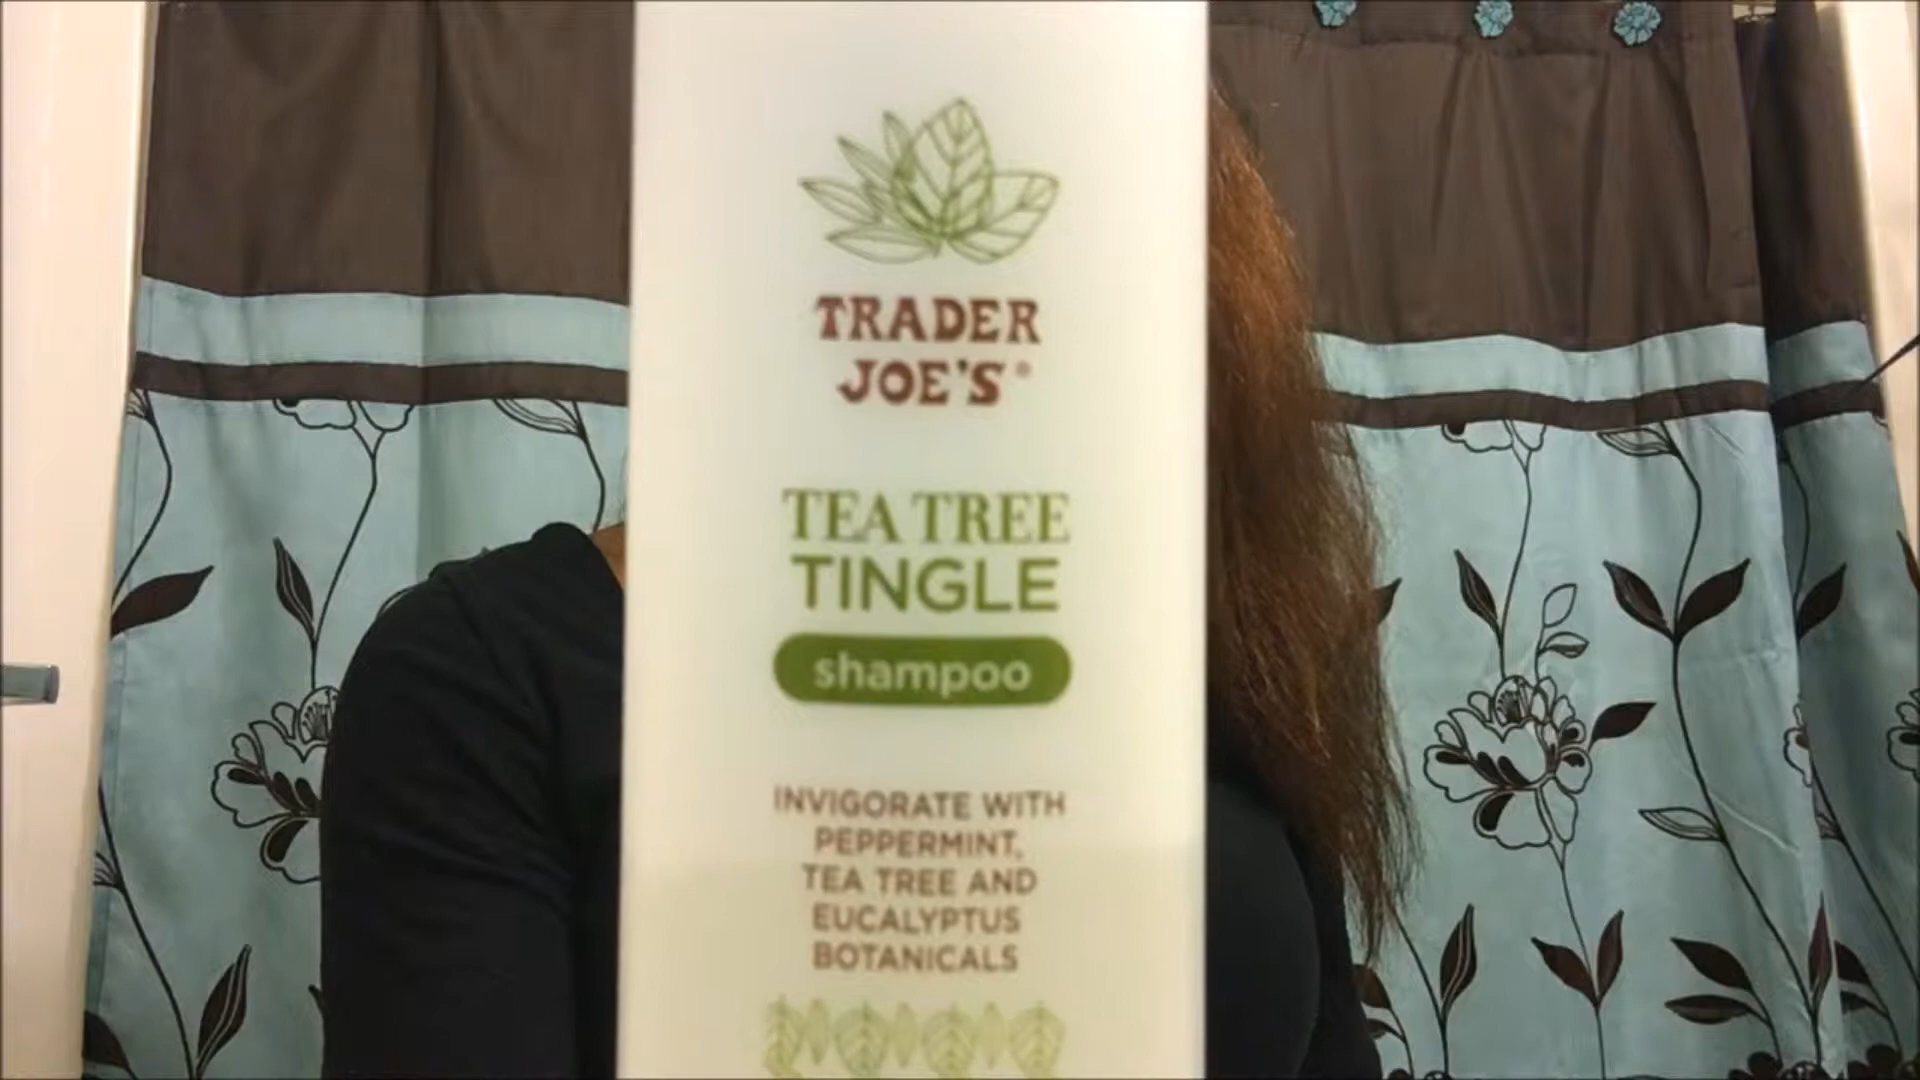 TRADER
JOE'S®
TEA TREE
TINGLE
shampoo
INVIGORATE WITH
PEPPERMINT,
TEA TREE AND
EUCALYPTUS
BOTANICALS